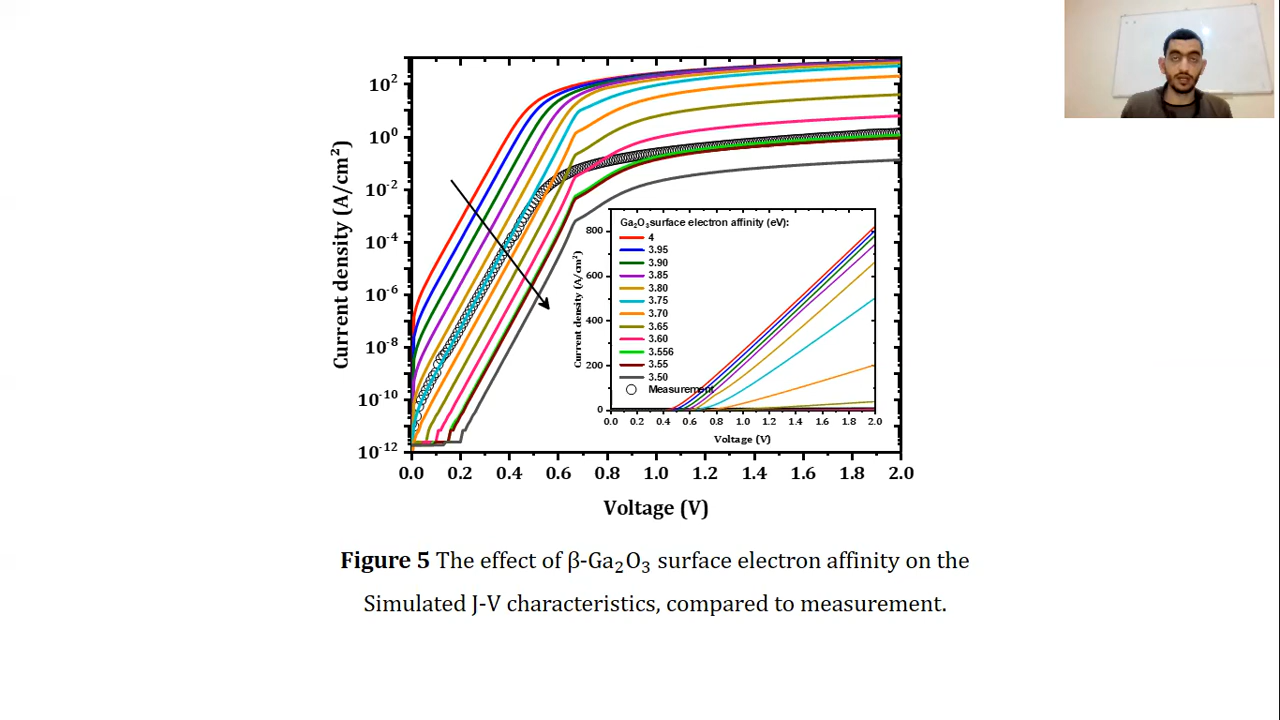 Current density (A/cm²)
10²
10⁰
10⁻²
10⁻⁴
10⁻⁶
10⁻⁸
10⁻¹⁰
10⁻¹²
0.0 0.2 0.4 0.6 0.8 1.0 1.2 1.4 1.6 1.8 2.0
Voltage (V)
Ga₂O₃surface electron affinity (eV):
4
3.95
3.90
3.85
3.80
3.75
3.70
3.65
3.60
3.556
3.55
3.50
Measurement
Current density (A/cm²)
800
600
400
200
0
0.0 0.2 0.4 0.6 0.8 1.0 1.2 1.4 1.6 1.8 2.0
Voltage (V)
Figure 5 The effect of β-Ga₂O₃ surface electron affinity on the
Simulated J-V characteristics, compared to measurement.